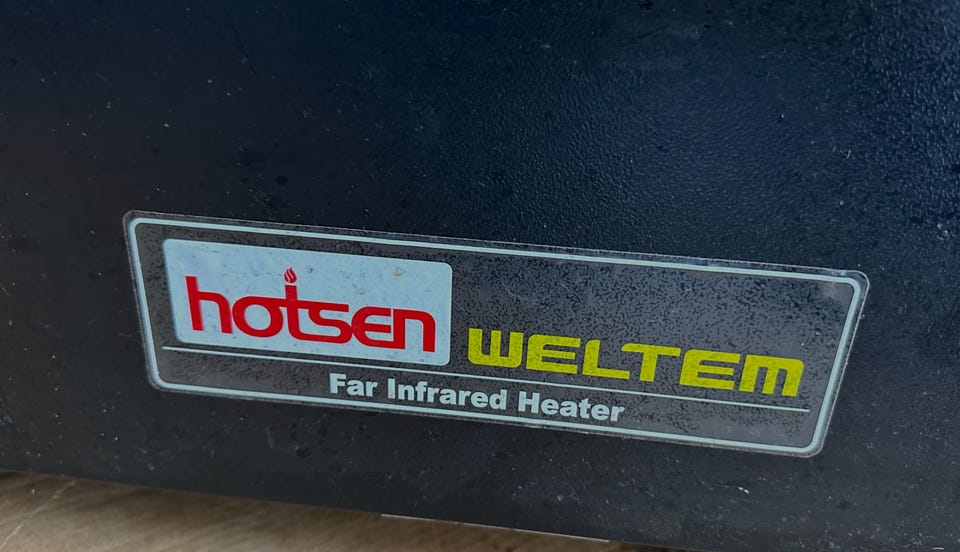 hotsen WELTEM
Far Infrared Heater